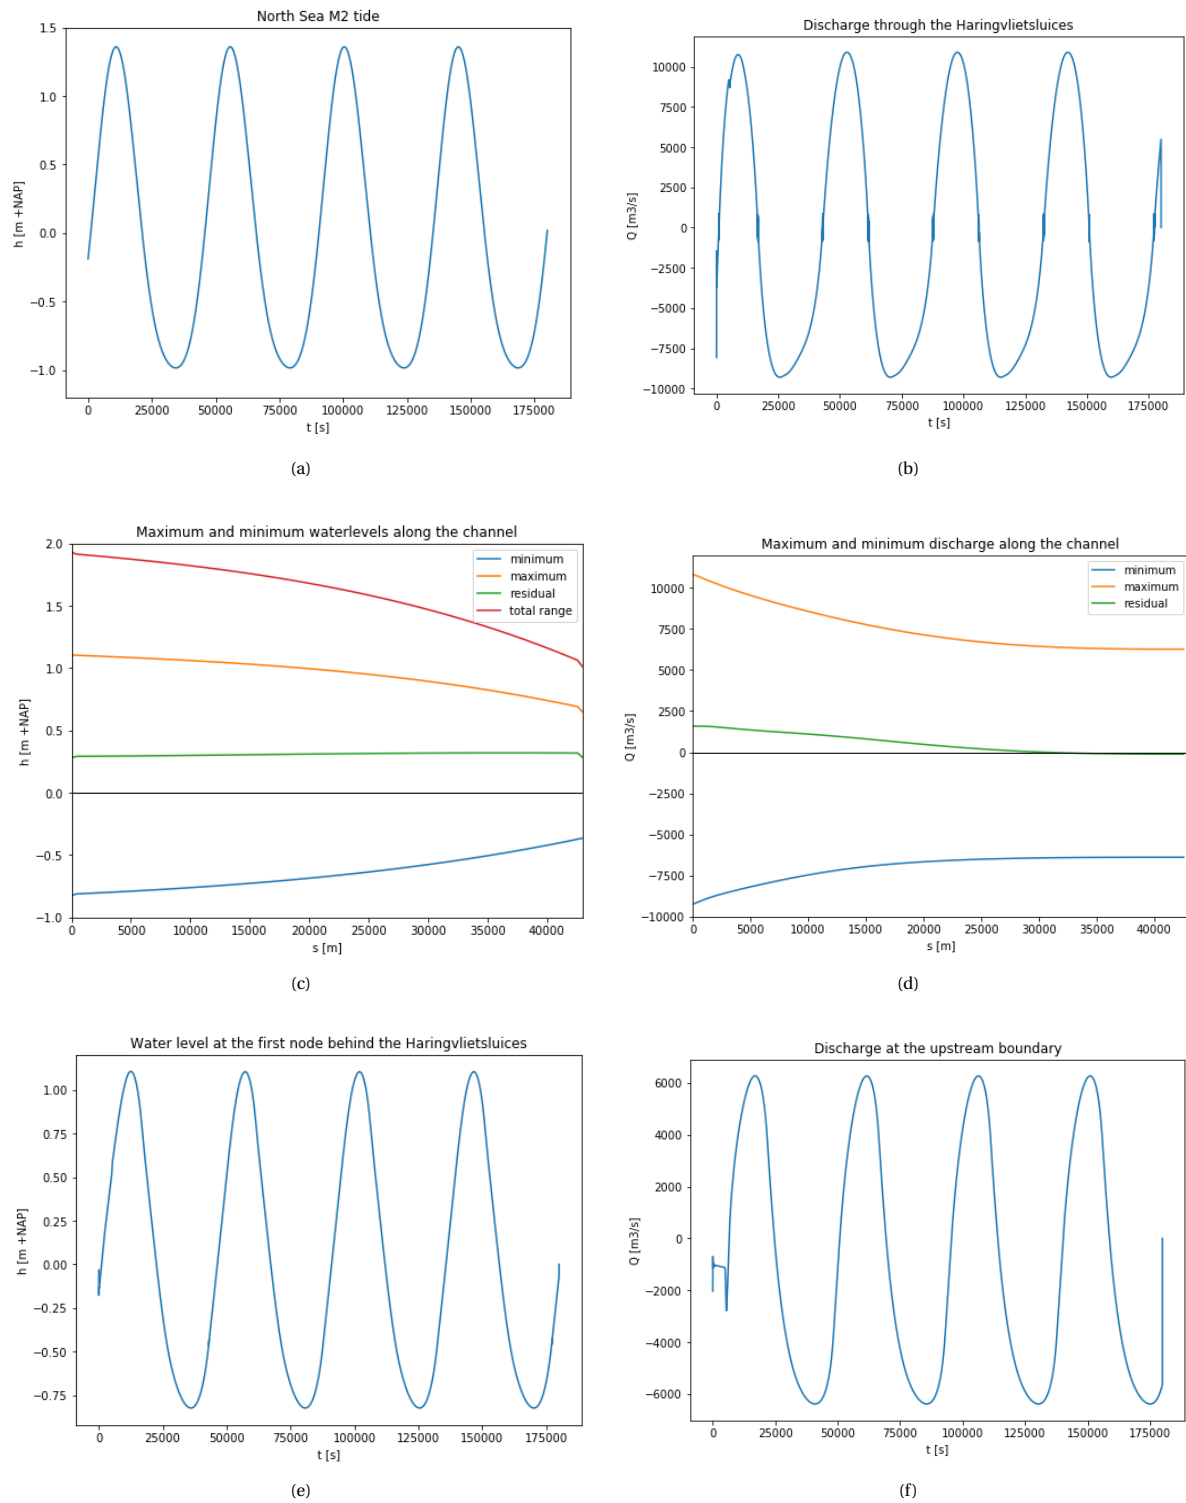 North Sea M2 tide
1.5
1.0
0.5
0.0
−0.5
−1.0
h [m +NAP]
0 25000 50000 75000 100000 125000 150000 175000
t [s]
(a)
Discharge through the Haringvlietsluices
10000
7500
5000
2500
0
−2500
−5000
−7500
−10000
Q [m3/s]
0 25000 50000 75000 100000 125000 150000 175000
t [s]
(b)
Maximum and minimum waterlevels along the channel
2.0
1.5
1.0
0.5
0.0
−0.5
−1.0
h [m +NAP]
minimum
maximum
residual
total range
0 5000 10000 15000 20000 25000 30000 35000 40000
s [m]
(c)
Maximum and minimum discharge along the channel
10000
7500
5000
2500
0
−2500
−5000
−7500
−10000
Q [m3/s]
minimum
maximum
residual
0 5000 10000 15000 20000 25000 30000 35000 40000
s [m]
(d)
Water level at the first node behind the Haringvlietsluices
1.00
0.75
0.50
0.25
0.00
−0.25
−0.50
−0.75
h [m +NAP]
0 25000 50000 75000 100000 125000 150000 175000
t [s]
(e)
Discharge at the upstream boundary
6000
4000
2000
0
−2000
−4000
−6000
Q [m3/s]
0 25000 50000 75000 100000 125000 150000 175000
t [s]
(f)